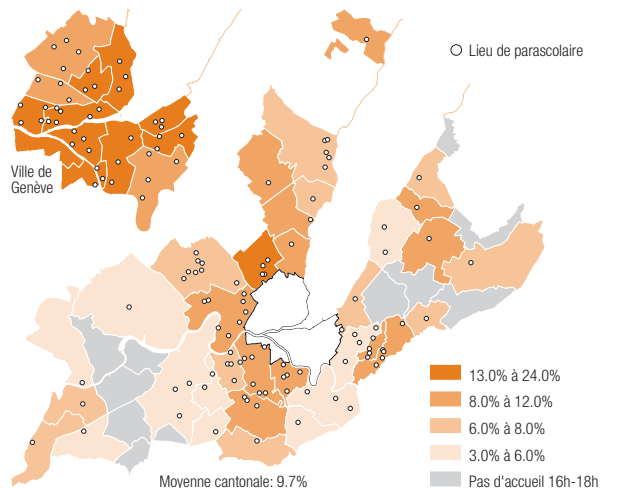 Lieu de parascolaire
Ville de
Genève
13.0% à 24.0%
8.0% à 12.0%
6.0% à 8.0%
3.0% à 6.0%
Pas d'accueil 16h-18h
Moyenne cantonale: 9.7%